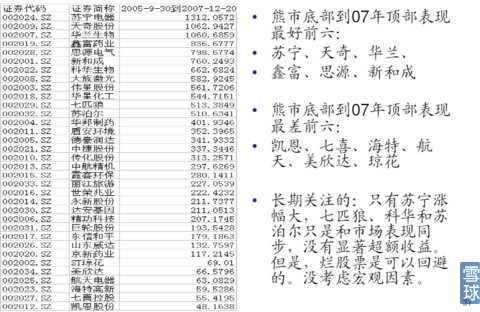 证券代码 证券简称 2005-9-30到2007-12-20
002024.SZ 苏宁电器 1312.0572
002009.SZ 天奇股份 1062.9427
002007.SZ 华兰生物 1060.6859
002019.SZ 鑫富药业 836.6777
002028.SZ 思源电气 798.6774
002001.SZ 新和成 760.2493
002022.SZ 科华生物 662.6824
002008.SZ 大族激光 582.9245
002003.SZ 伟星股份 561.7206
002018.SZ 华星化工 544.7151
002029.SZ 七匹狼 513.3849
002032.SZ 苏泊尔 510.6341
002004.SZ 华邦制药 401.9346
002011.SZ 盾安环境 352.3965
002005.SZ 德豪润达 341.9332
002021.SZ 中捷股份 337.3446
002010.SZ 传化股份 313.2571
002013.SZ 中航精机 297.6269
002015.SZ 霞客环保 280.1411
002033.SZ 丽江旅游 227.0539
002016.SZ 世荣兆业 222.4232
002014.SZ 永新股份 211.7377
002030.SZ 达安基因 211.0513
002006.SZ 精功科技 207.1745
002031.SZ 巨轮股份 193.5428
002017.SZ 东信和平 179.1863
002026.SZ 山东威达 132.7597
002020.SZ 京新药业 117.2145
002002.SZ ST琼花 69.01
002034.SZ 美欣达 66.5796
002025.SZ 航天电器 63.0829
002023.SZ 海特高新 59.5286
002027.SZ 七喜控股 55.4195
002012.SZ 凯恩股份 48.1638
• 熊市底部到07年顶部表现
最好前六：
• 苏宁、天奇、华兰、
• 鑫富、思源、新和成
• 熊市底部到07年顶部表现
最差前六：
凯恩、七喜、海特、航
天、美欣达、琼花
• 长期关注的：只有苏宁涨
幅大，七匹狼、科华和苏
泊尔只是和市场表现同
步，没有显著超额收益。
但是，烂股票是可以回避
的。没考虑宏观因素。
雪球